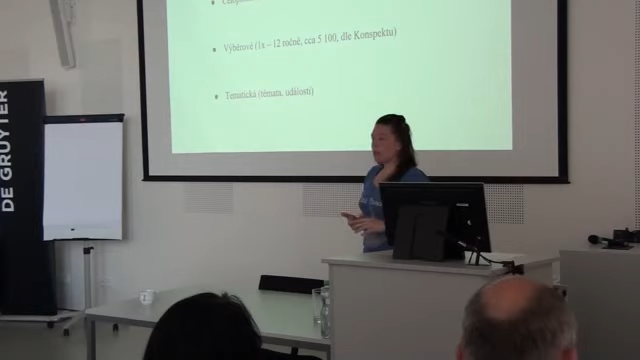 Výběrové (1x – 12 ročně, cca 5 100, dle Konspektu)
Tematická (témata, události)
DE GRUYTER